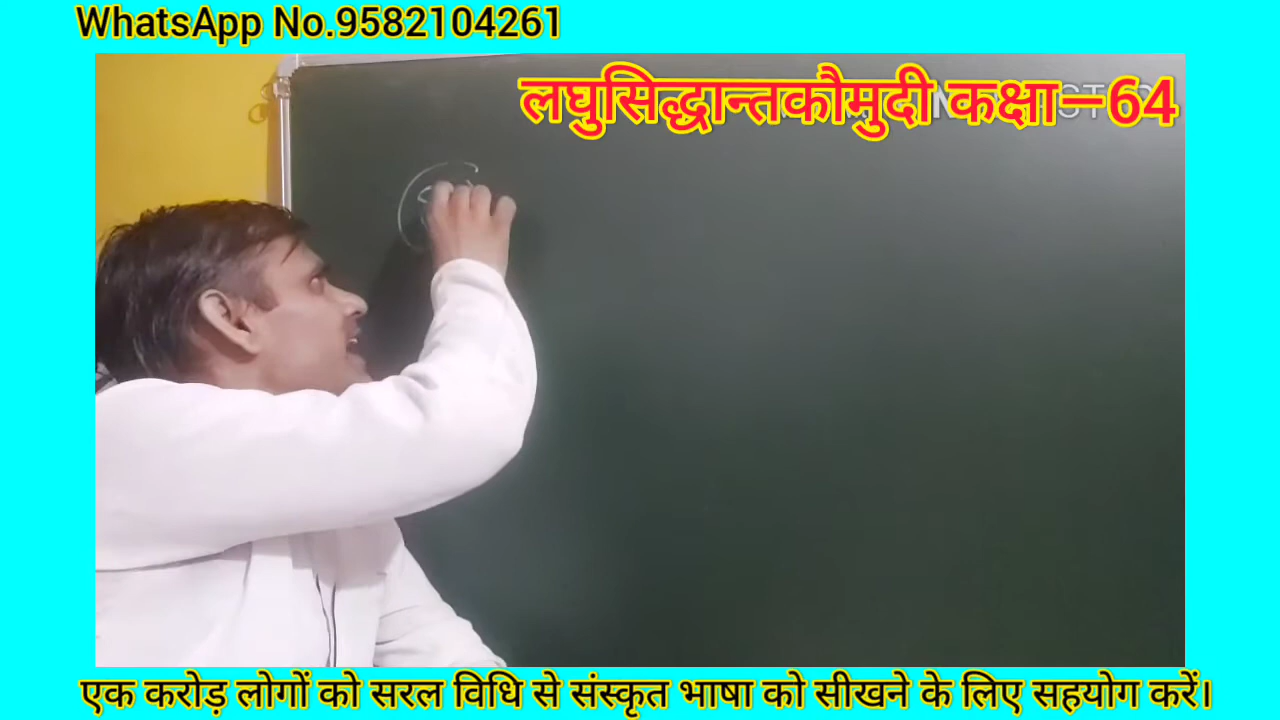 WhatsApp No.9582104261
लघुसिद्धान्तकौमुदी कक्षा—64
एक करोड़ लोगों को सरल विधि से संस्कृत भाषा को सीखने के लिए सहयोग करें।